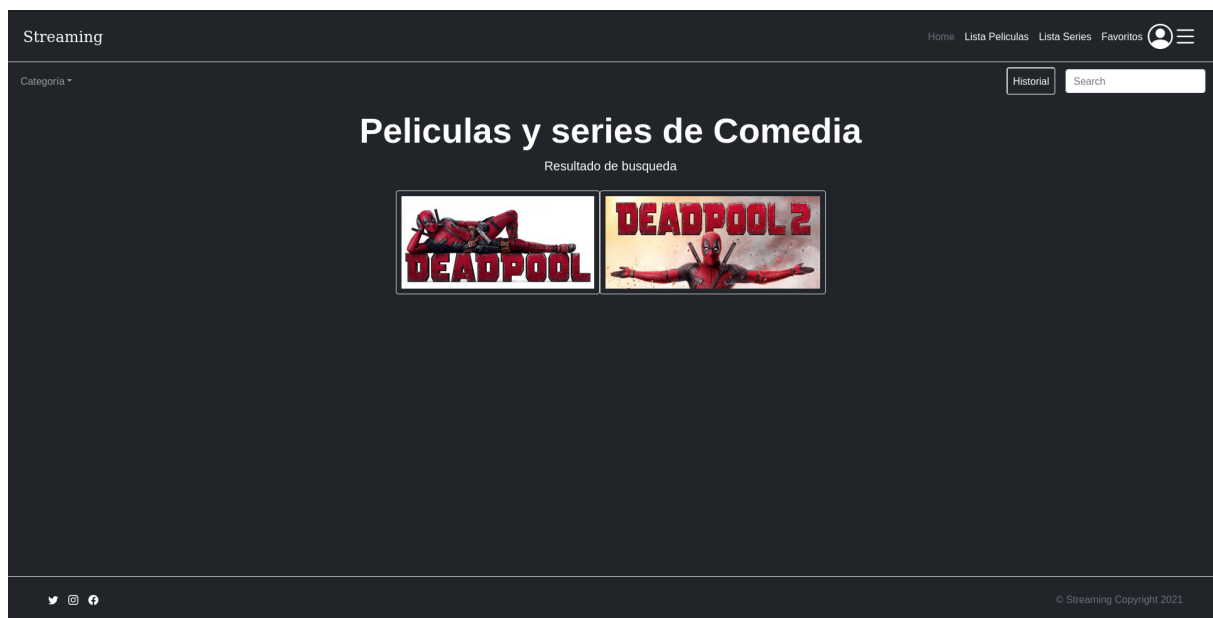 Streaming
Home Lista Peliculas Lista Series Favoritos
Categoría
Historial
Search
Peliculas y series de Comedia
Resultado de busqueda
DEADPOOL
DEADPOOL 2
© Streaming Copyright 2021